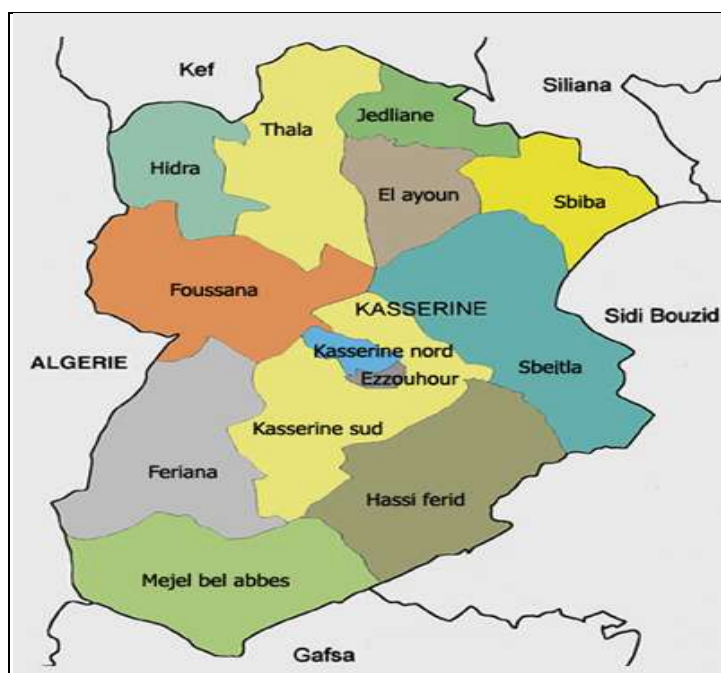 Kef
Siliana
Jedliane
Thala
Hidra
El ayoun
Sbiba
Foussana
KASSERINE
Sidi Bouzid
Kasserine nord
ALGERIE
Sbeitla
Ezzouhour
Kasserine sud
Feriana
Hassi ferid
Mejel bel abbes
Gafsa